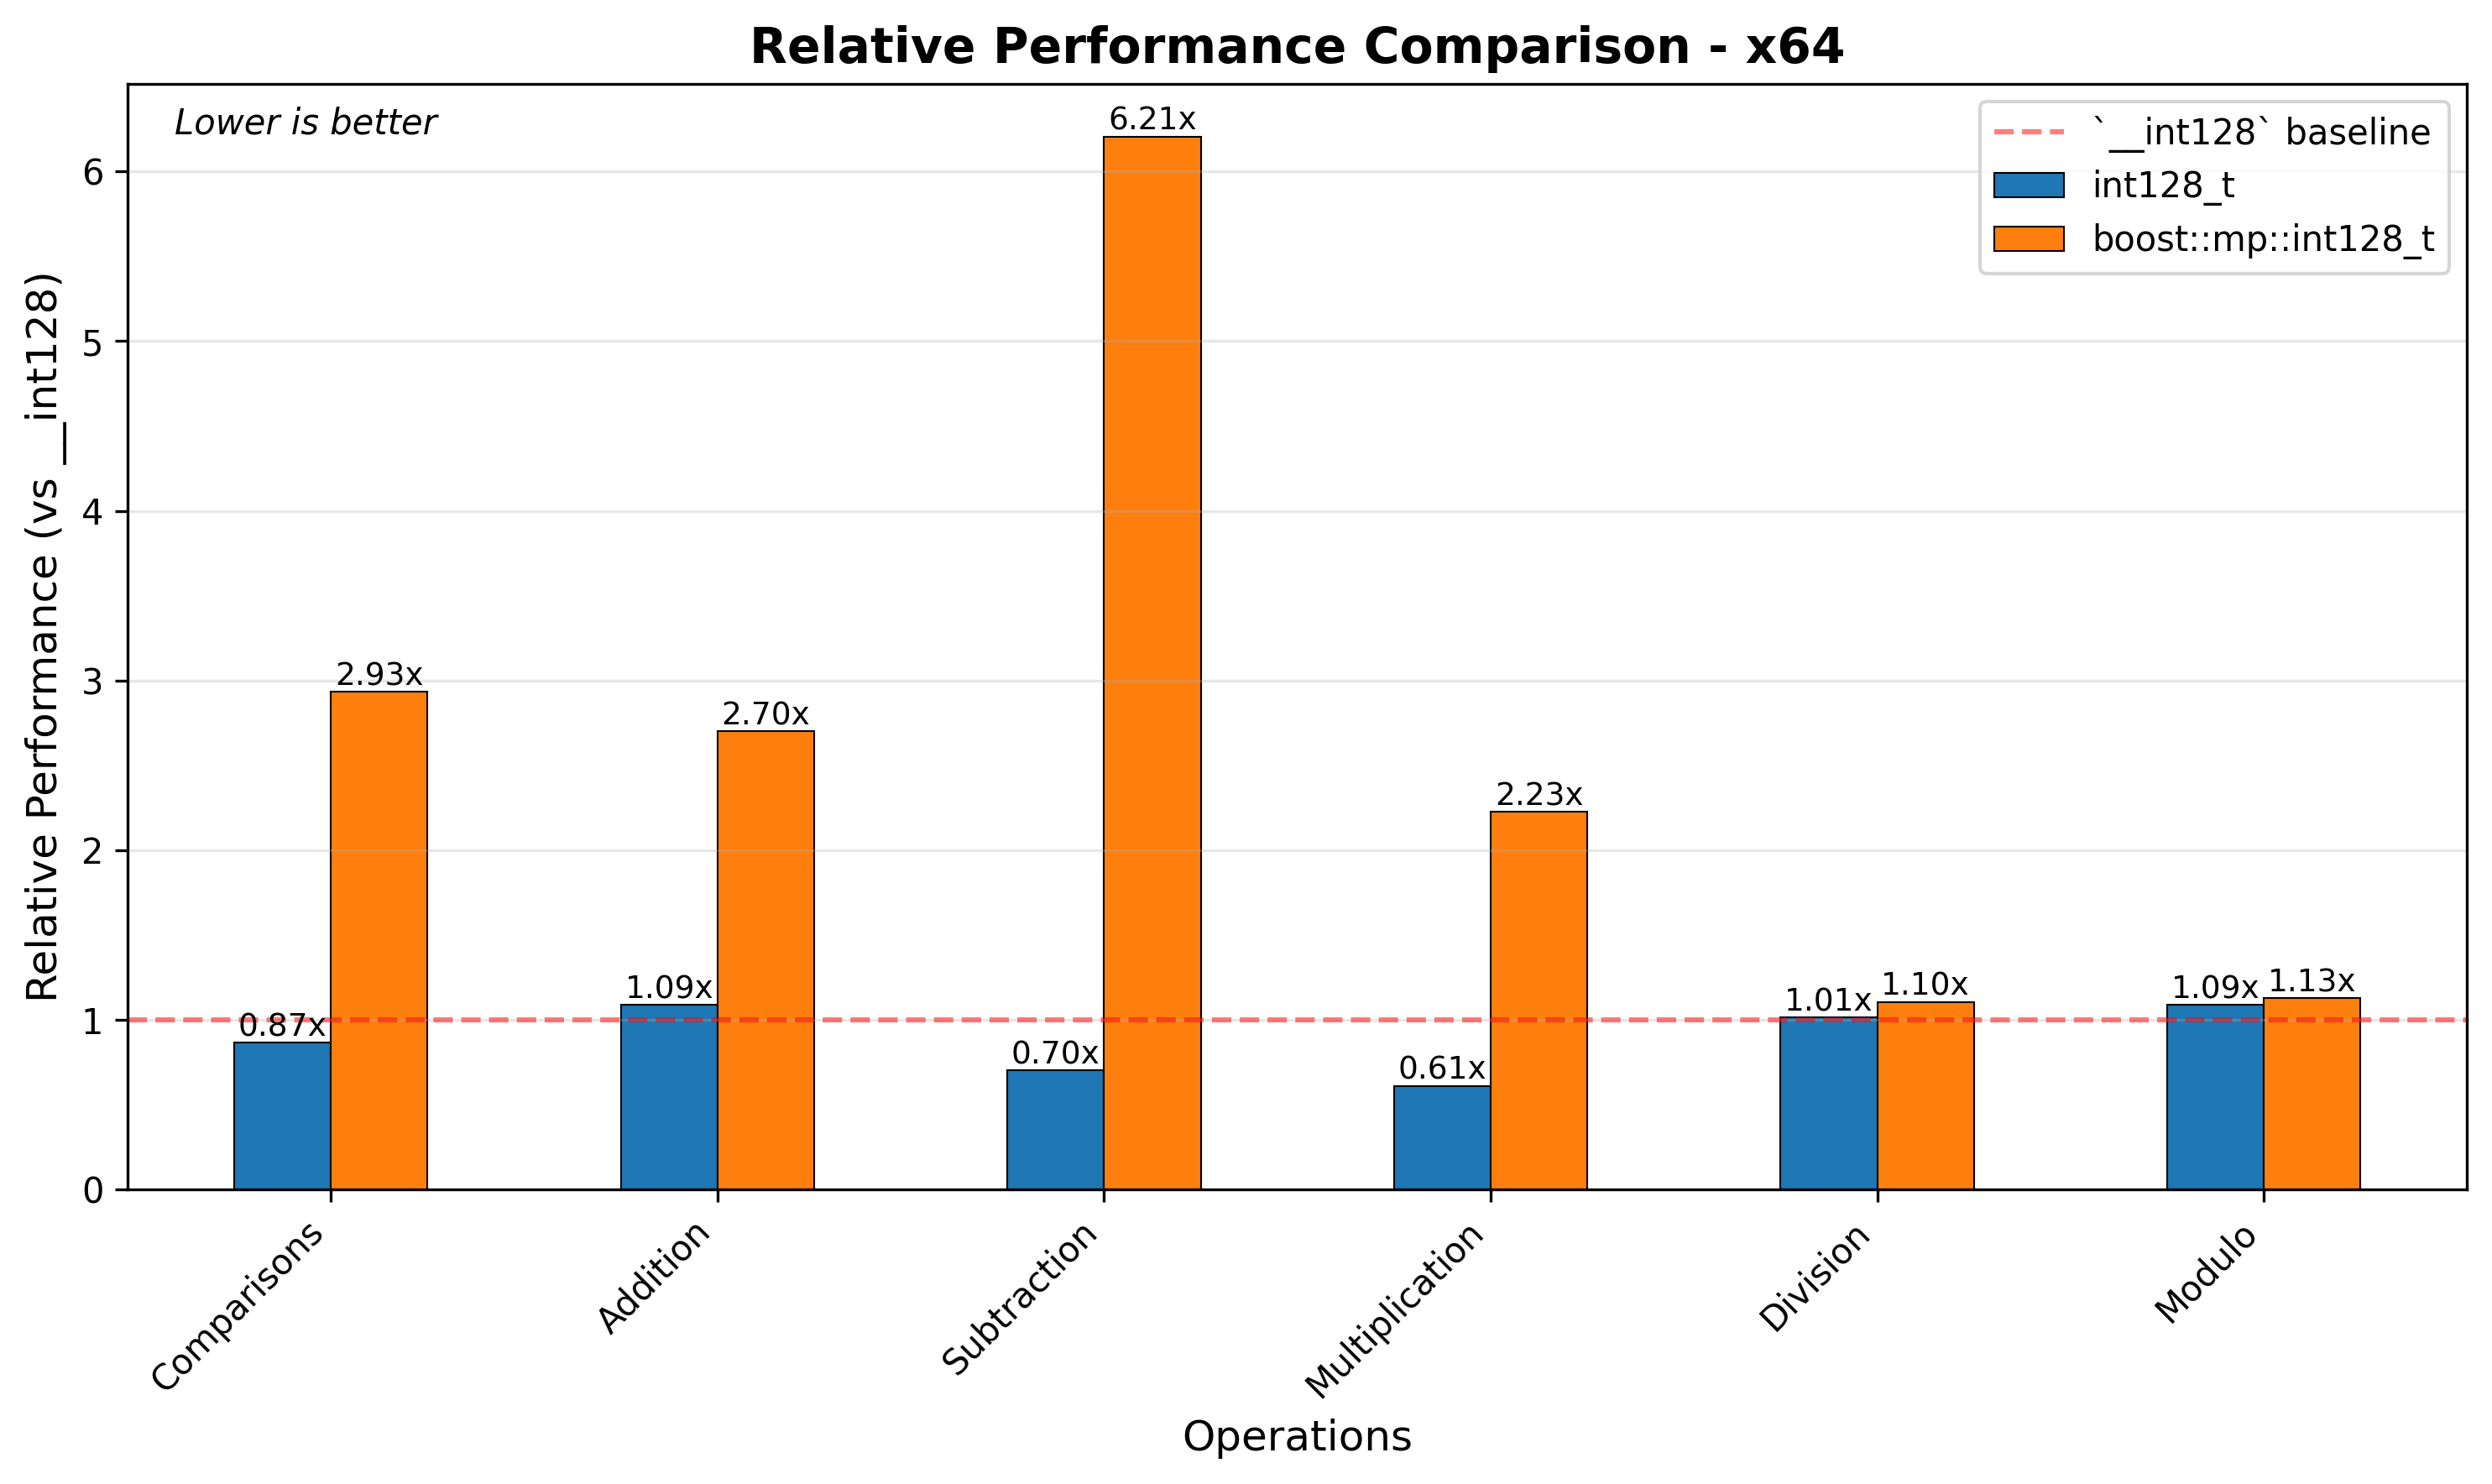 Relative Performance Comparison - x64
Lower is better
`__int128` baseline
int128_t
boost::mp::int128_t
Relative Performance (vs __int128)
6
5
4
3
2
1
0
0.87x
2.93x
1.09x
2.70x
0.70x
6.21x
0.61x
2.23x
1.01x
1.10x
1.09x
1.13x
Comparisons
Addition
Subtraction
Multiplication
Division
Modulo
Operations